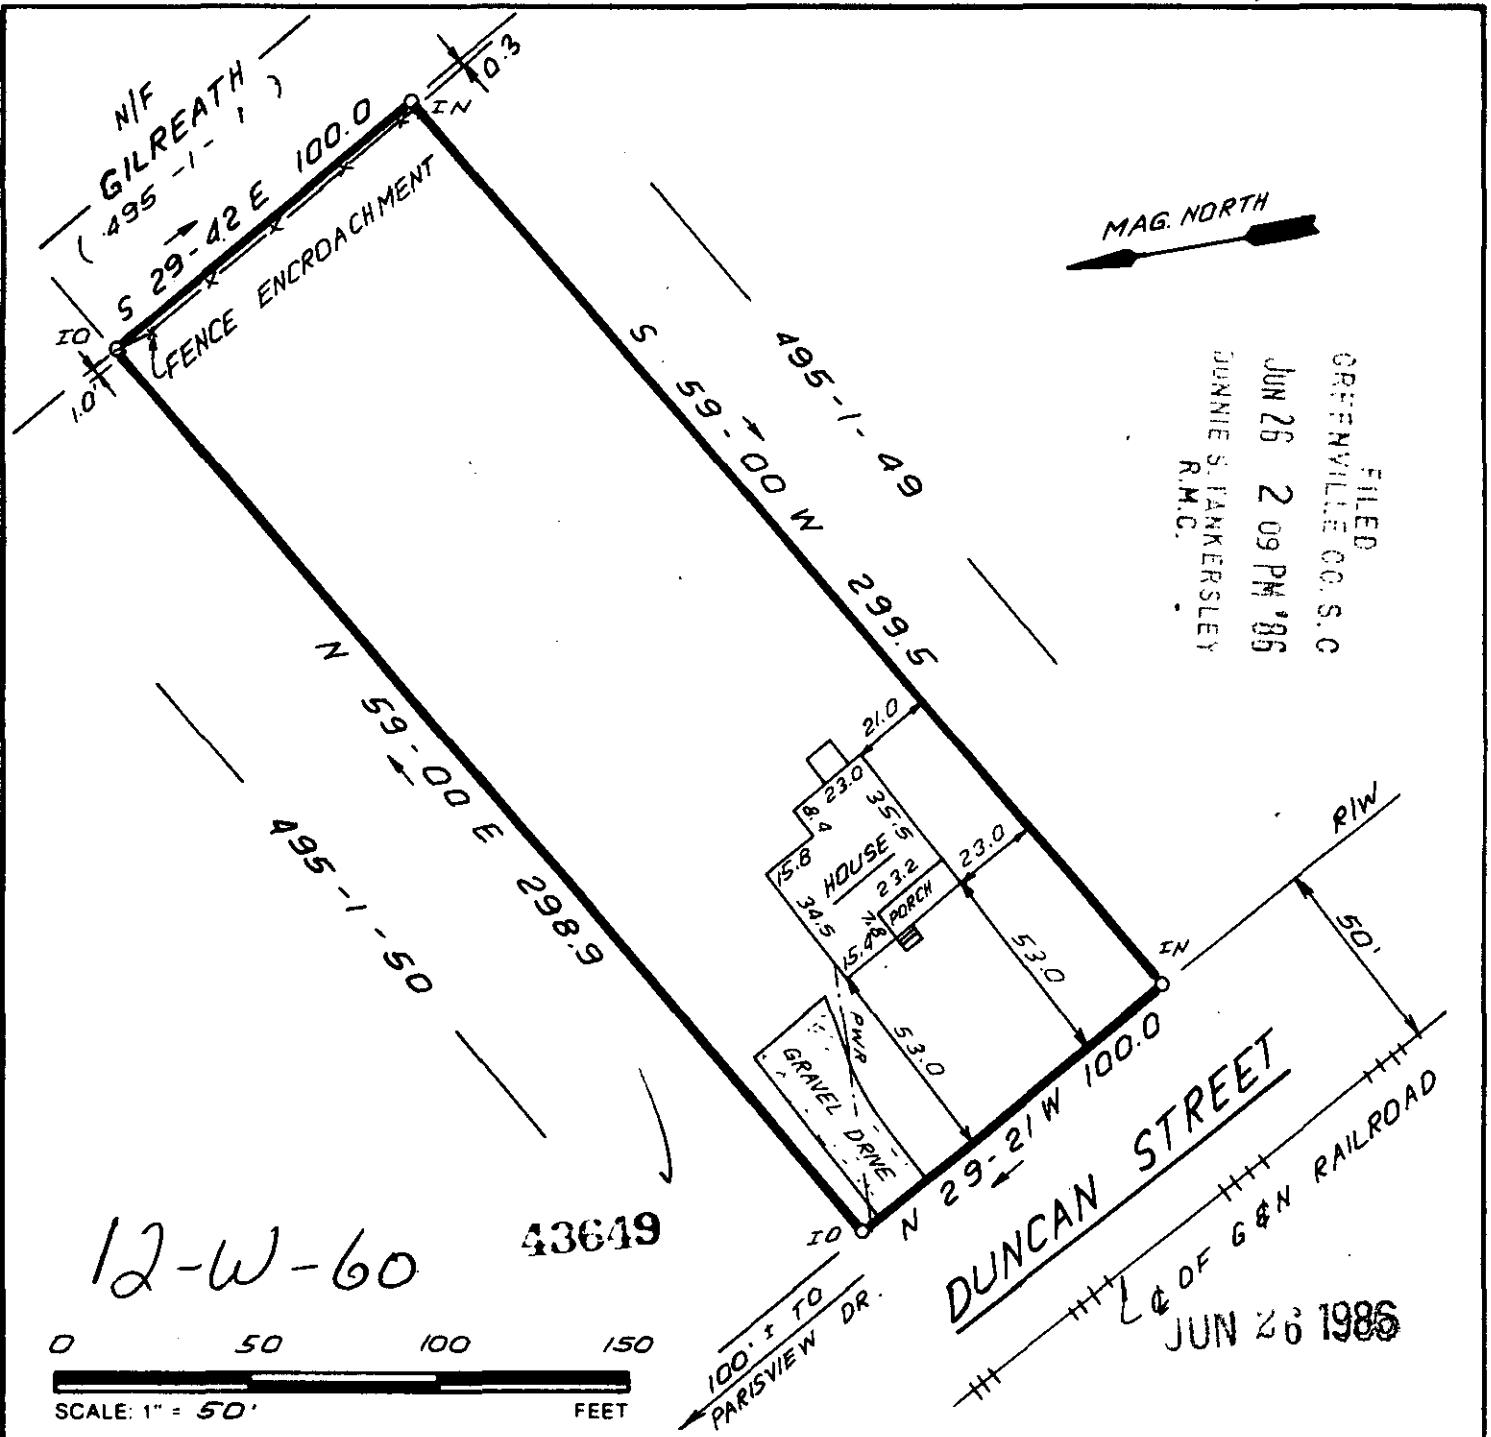 N/F
GILREATH
(495-1-1)
S 29-42 E 100.0
IN
0.3
IO
1.0'
FENCE ENCROACHMENT
MAG. NORTH
S 59-00 W 299.5
495-1-49
FILED
GREENVILLE CO. S.C
JUN 26 2 09 PM '86
DONNIE S. TANKERSLEY
R.M.C.
N 59-00 E 298.9
495-1-50
21.0
23.0
8.4
35.5
15.8
HOUSE
23.2
23.0
34.5
7.8
PORCH
15.4
53.0
53.0
PWR
GRAVEL DRIVE
R/W
50'
IN
IO
N 29-21 W 100.0
DUNCAN STREET
℄ OF G&N RAILROAD
100'± TO
PARISVIEW DR.
12-W-60
43649
JUN 26 1986
0 50 100 150
SCALE: 1" = 50' FEET